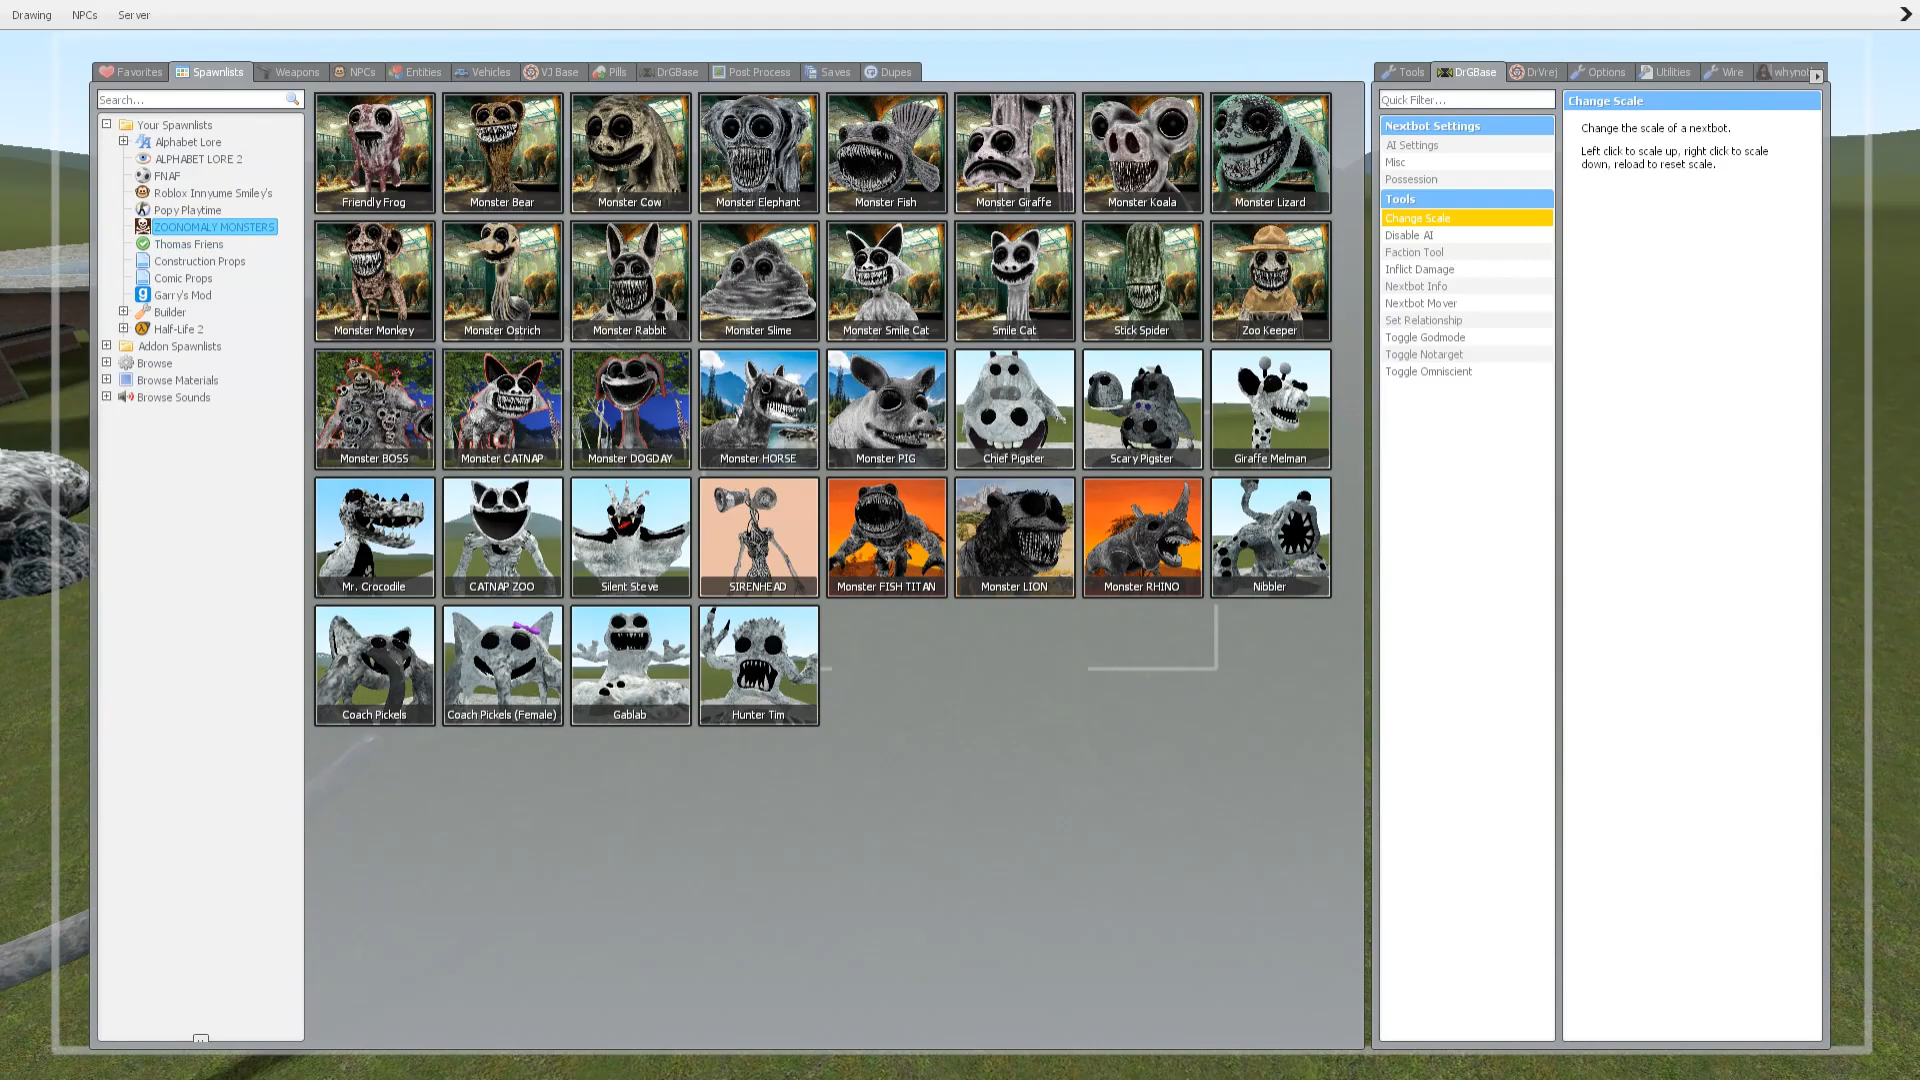 Drawing NPCs Server
Favorites Spawnlists Weapons NPCs Entities Vehicles VJ Base Pills DrGBase Post Process Saves Dupes
Search...
Your Spawnlists
Alphabet Lore
ALPHABET LORE 2
FNAF
Roblox Innyume Smiley's
Popy Playtime
ZOONOMALY MONSTERS
Thomas Friens
Construction Props
Comic Props
Garry's Mod
Builder
Half-Life 2
Addon Spawnlists
Browse
Browse Materials
Browse Sounds
Friendly Frog Monster Bear Monster Cow Monster Elephant Monster Fish Monster Giraffe Monster Koala Monster Lizard
Monster Monkey Monster Ostrich Monster Rabbit Monster Slime Monster Smile Cat Smile Cat Stick Spider Zoo Keeper
Monster BOSS Monster CATNAP Monster DOGDAY Monster HORSE Monster PIG Chief Pigster Scary Pigster Giraffe Melman
Mr. Crocodile CATNAP ZOO Silent Steve SIRENHEAD Monster FISH TITAN Monster LION Monster RHINO Nibbler
Coach Pickels Coach Pickels (Female) Gablab Hunter Tim
Tools DrGBase DrVrej Options Utilities Wire whynot
Quick Filter...
Nextbot Settings
AI Settings
Misc
Possession
Tools
Change Scale
Disable AI
Faction Tool
Inflict Damage
Nextbot Info
Nextbot Mover
Set Relationship
Toggle Godmode
Toggle Notarget
Toggle Omniscient
Change Scale
Change the scale of a nextbot.
Left click to scale up, right click to scale
down, reload to reset scale.